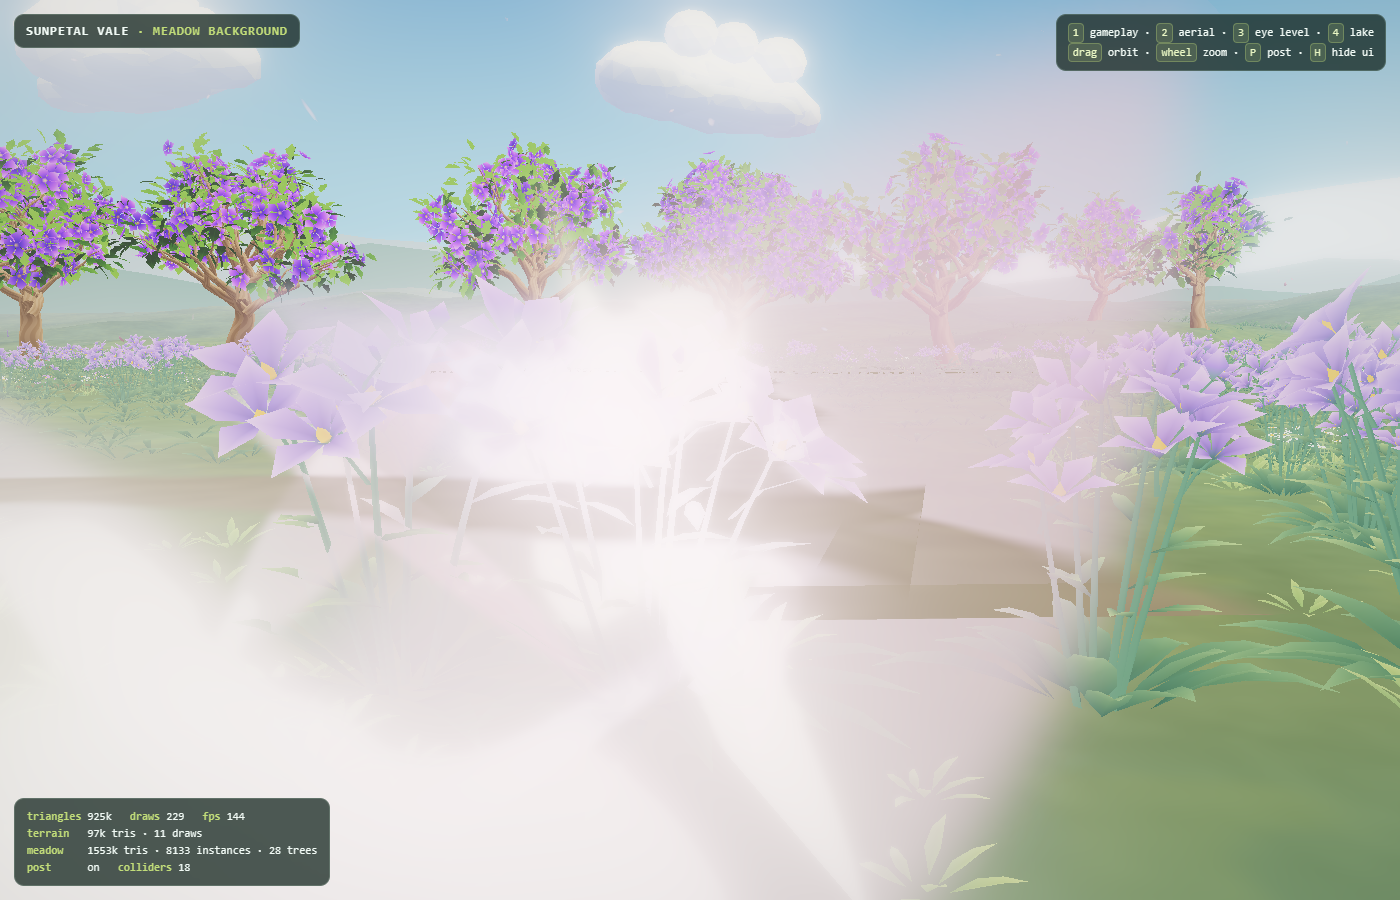 SUNPETAL VALE · MEADOW BACKGROUND
1 gameplay · 2 aerial · 3 eye level · 4 lake
drag orbit · wheel zoom · P post · H hide ui
triangles 925k draws 229 fps 144
terrain 97k tris · 11 draws
meadow 1553k tris · 8133 instances · 28 trees
post on colliders 18